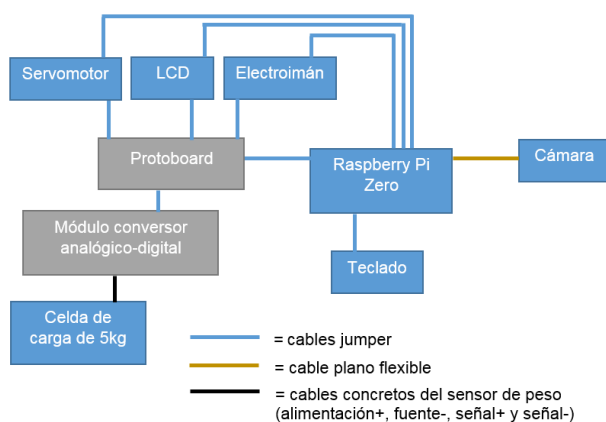 Servomotor
LCD
Electroimán
Protoboard
Raspberry Pi
Zero
Cámara
Módulo conversor
analógico-digital
Teclado
Celda de
carga de 5kg
= cables jumper
= cable plano flexible
= cables concretos del sensor de peso
(alimentación+, fuente-, señal+ y señal-)